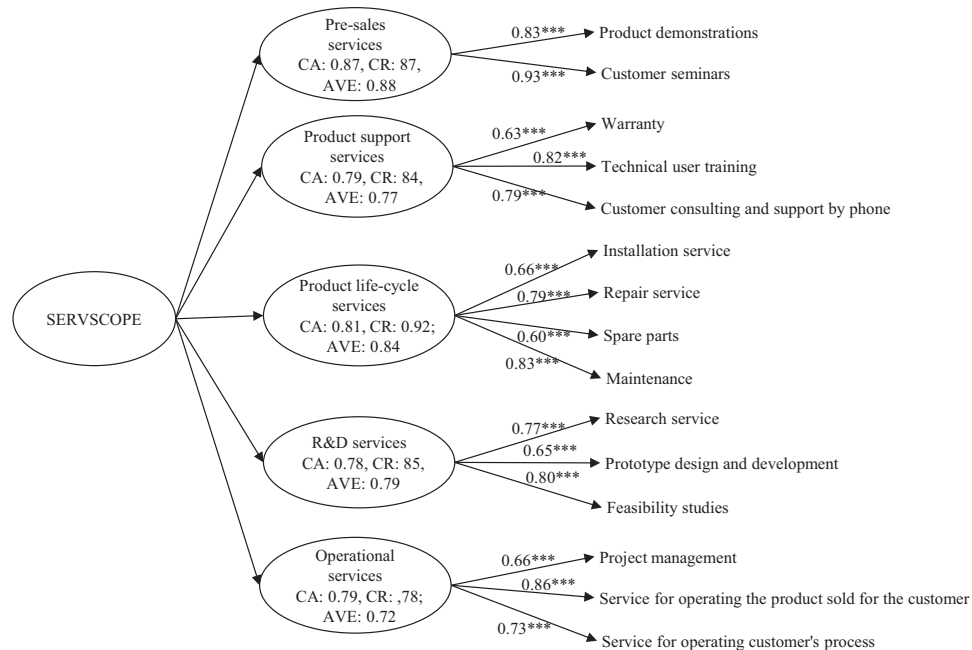 Pre-sales
services
CA: 0.87, CR: 87,
AVE: 0.88
0.83***
Product demonstrations
0.93***
Customer seminars
Product support
services
CA: 0.79, CR: 84,
AVE: 0.77
0.63***
Warranty
0.82***
Technical user training
0.79***
Customer consulting and support by phone
SERVSCOPE
Product life-cycle
services
CA: 0.81, CR: 0.92;
AVE: 0.84
0.66***
Installation service
0.79***
Repair service
0.60***
Spare parts
0.83***
Maintenance
R&D services
CA: 0.78, CR: 85,
AVE: 0.79
0.77***
Research service
0.65***
Prototype design and development
0.80***
Feasibility studies
Operational
services
CA: 0.79, CR: ,78;
AVE: 0.72
0.66***
Project management
0.86***
Service for operating the product sold for the customer
0.73***
Service for operating customer's process